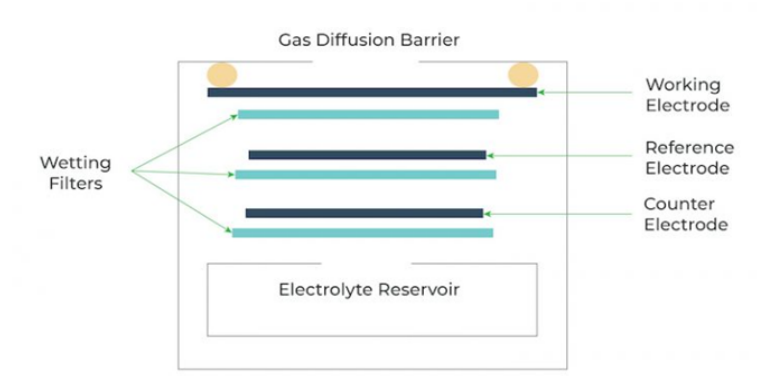 Gas Diffusion Barrier
Working
Electrode
Wetting
Filters
Reference
Electrode
Counter
Electrode
Electrolyte Reservoir